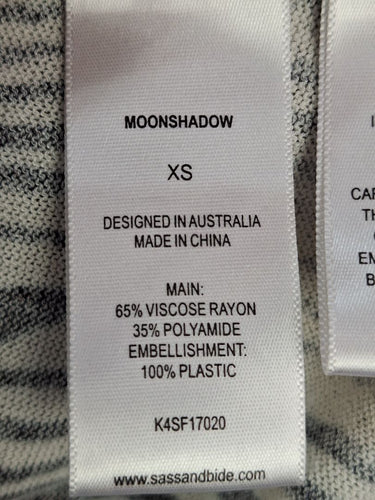 MOONSHADOW
XS
DESIGNED IN AUSTRALIA
MADE IN CHINA
MAIN:
65% VISCOSE RAYON
35% POLYAMIDE
EMBELLISHMENT:
100% PLASTIC
K4SF17020
www.sassandbide.com